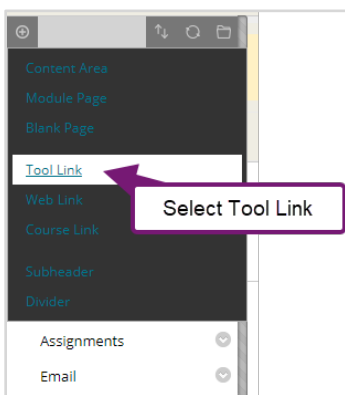 Content Area
Module Page
Blank Page
Tool Link
Web Link
Select Tool Link
Course Link
Subheader
Divider
Assignments
Email